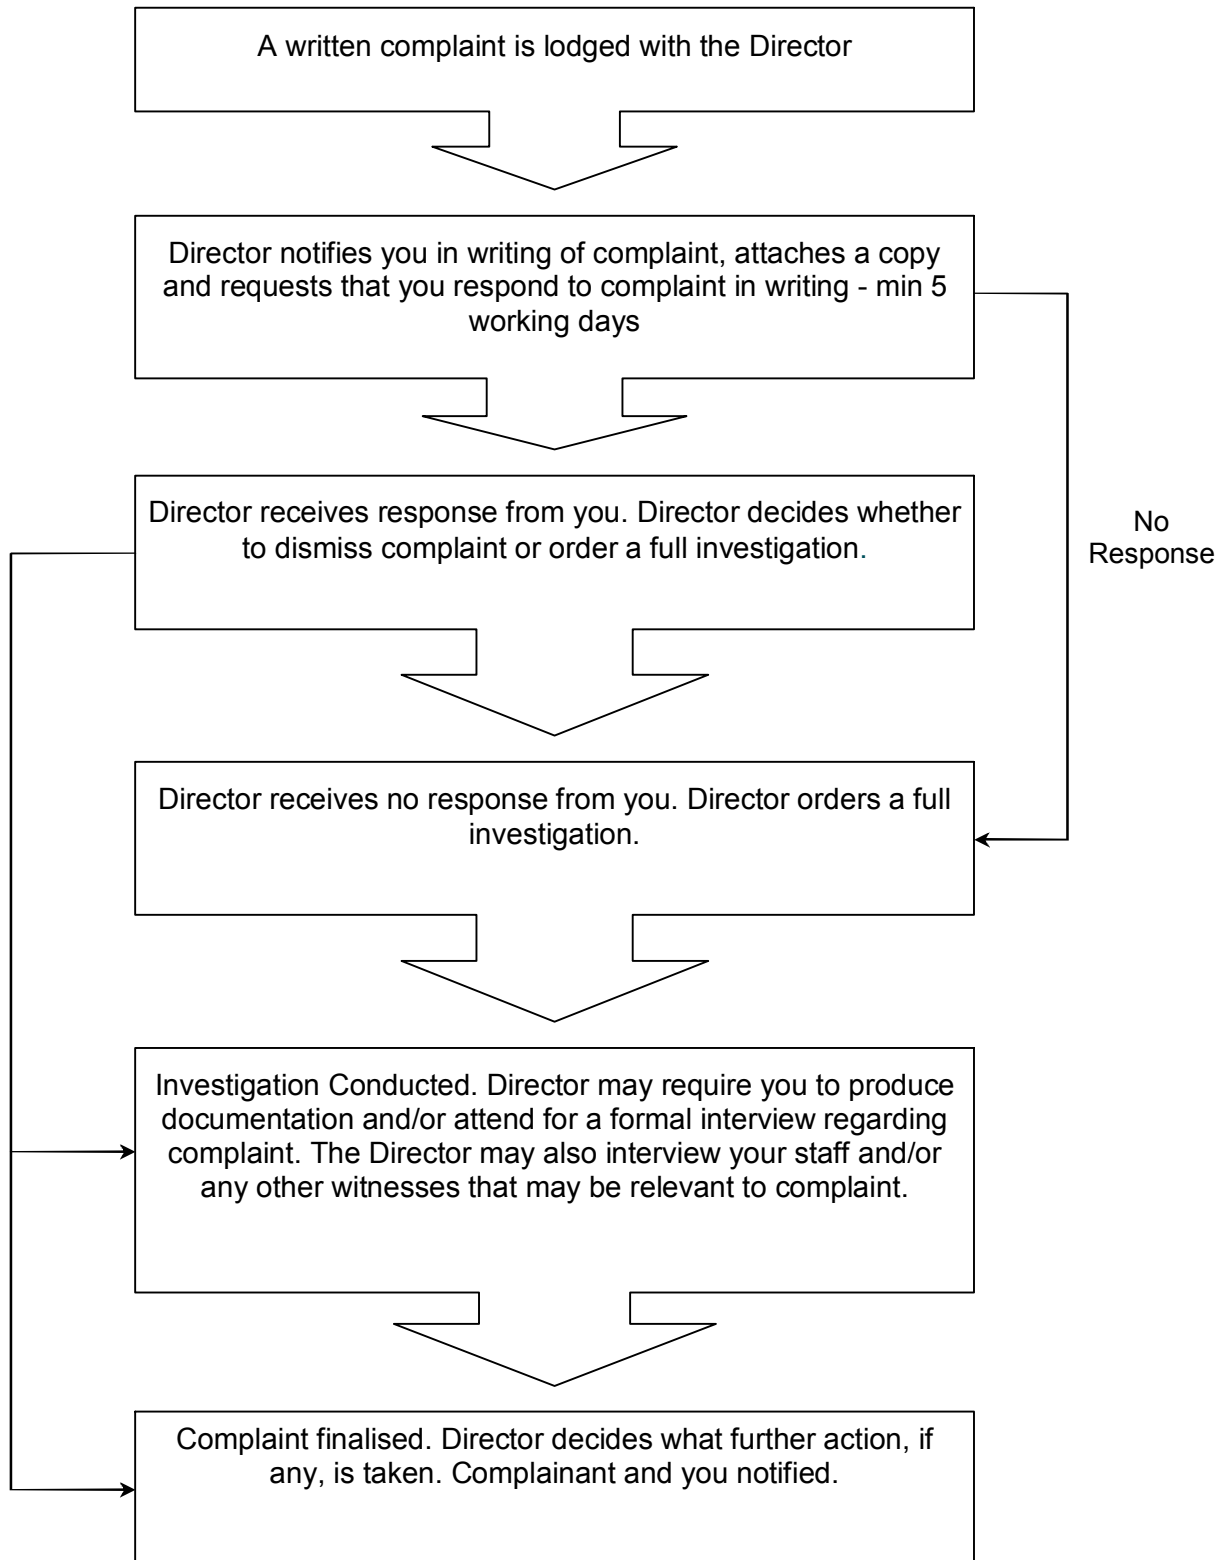 A written complaint is lodged with the Director
Director notifies you in writing of complaint, attaches a copy
and requests that you respond to complaint in writing - min 5
working days
Director receives response from you. Director decides whether
to dismiss complaint or order a full investigation.
No
Response
Director receives no response from you. Director orders a full
investigation.
Investigation Conducted. Director may require you to produce
documentation and/or attend for a formal interview regarding
complaint. The Director may also interview your staff and/or
any other witnesses that may be relevant to complaint.
Complaint finalised. Director decides what further action, if
any, is taken. Complainant and you notified.